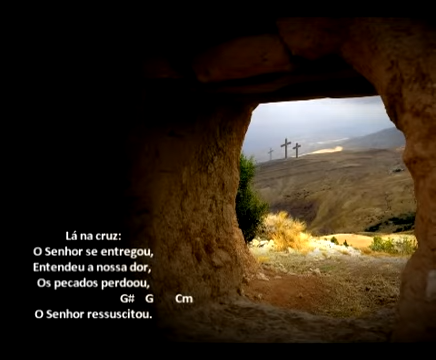 Lá na cruz:
O Senhor se entregou,
Entendeu a nossa dor,
Os pecados perdoou,
G# G Cm
O Senhor ressuscitou.